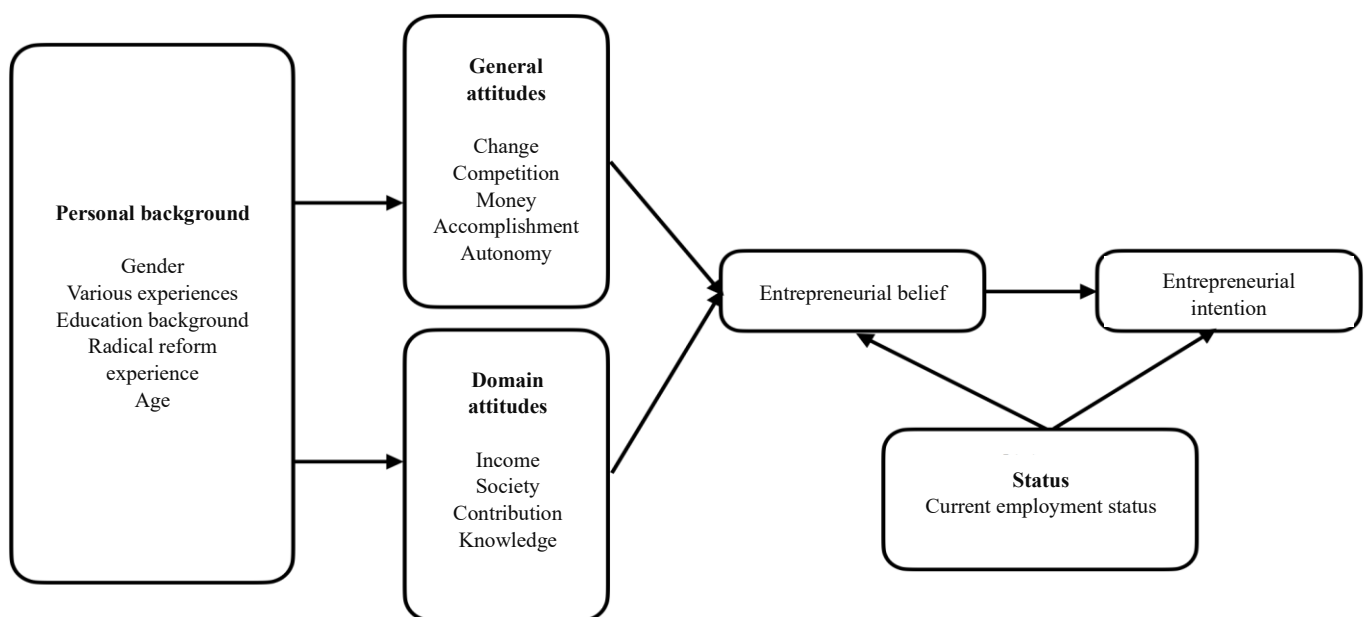 Personal background
Gender
Various experiences
Education background
Radical reform
experience
Age
General
attitudes
Change
Competition
Money
Accomplishment
Autonomy
Domain
attitudes
Income
Society
Contribution
Knowledge
Entrepreneurial belief
Entrepreneurial
intention
Status
Current employment status